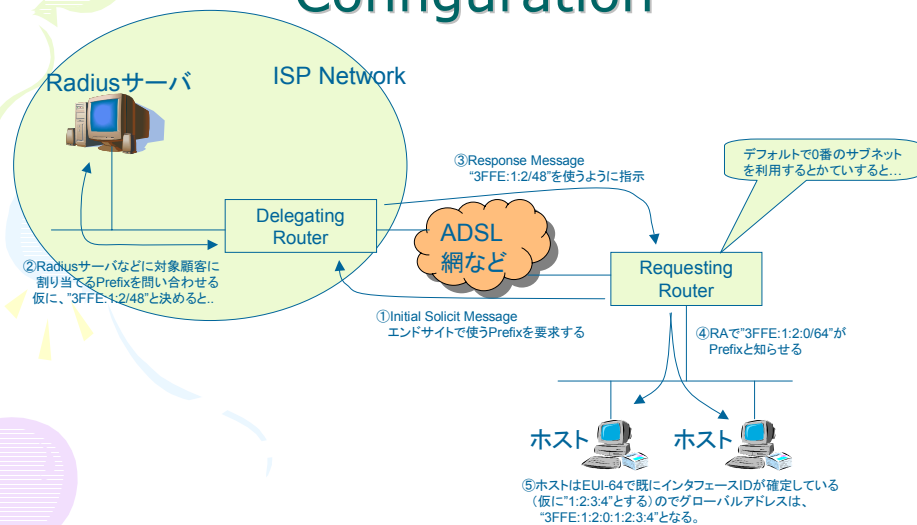 Configuration
Radiusサーバ
ISP Network
③Response Message
“3FFE:1:2/48”を使うように指示
デフォルトで0番のサブネット
を利用するとかていすると…
Delegating
Router
ADSL
網など
Requesting
Router
②Radiusサーバなどに対象顧客に
割り当てるPrefixを問い合わせる
仮に、”3FFE:1:2/48”と決めると..
①Initial Solicit Message
エンドサイトで使うPrefixを要求する
④RAで”3FFE:1:2:0/64”が
Prefixと知らせる
ホスト
ホスト
⑤ホストはEUI-64で既にインタフェースIDが確定している
（仮に”1:2:3:4”とする）のでグローバルアドレスは、
“3FFE:1:2:0:1:2:3:4”となる。